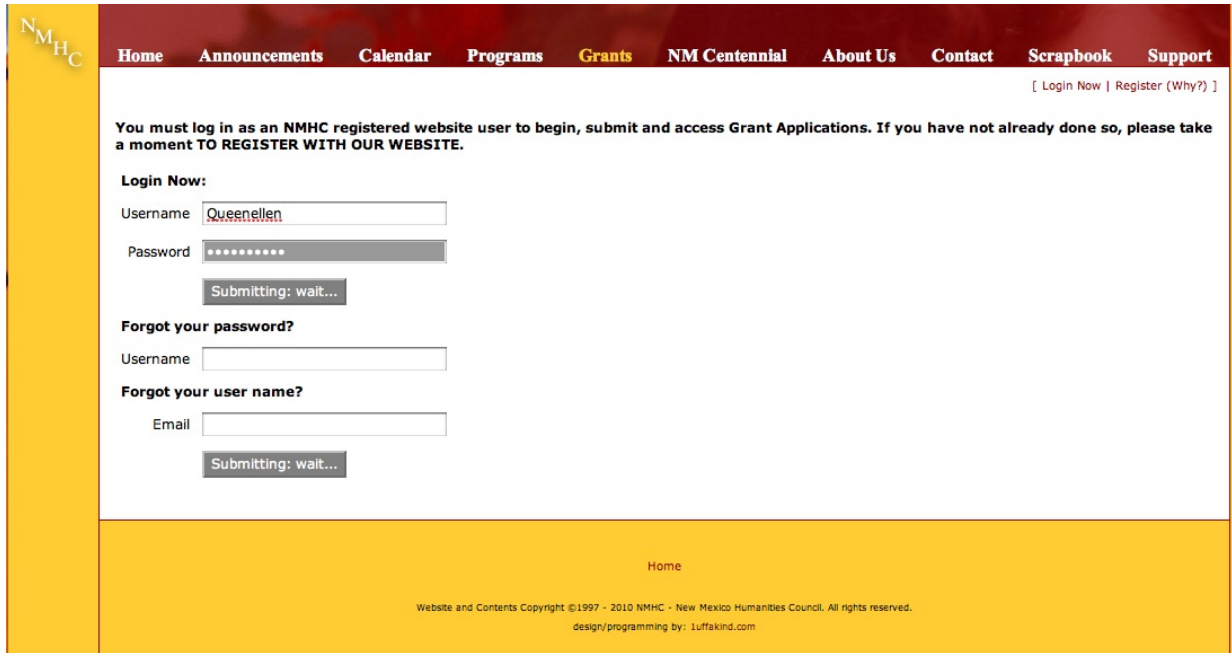 NMHC
Home Announcements Calendar Programs Grants NM Centennial About Us Contact Scrapbook Support
[ Login Now | Register (Why?) ]
You must log in as an NMHC registered website user to begin, submit and access Grant Applications. If you have not already done so, please take
a moment TO REGISTER WITH OUR WEBSITE.
Login Now:
Username Queenellen
Password ••••••••••
Submitting: wait...
Forgot your password?
Username
Forgot your user name?
Email
Submitting: wait...
Home
Website and Contents Copyright ©1997 - 2010 NMHC - New Mexico Humanities Council. All rights reserved.
design/programming by: 1uffakind.com